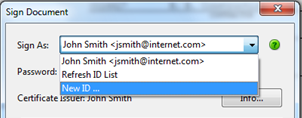 Sign Document
Sign As: John Smith <jsmith@internet.com>
John Smith <jsmith@internet.com>
Password: Refresh ID List
New ID ...
Certificate Issuer: John Smith Info...